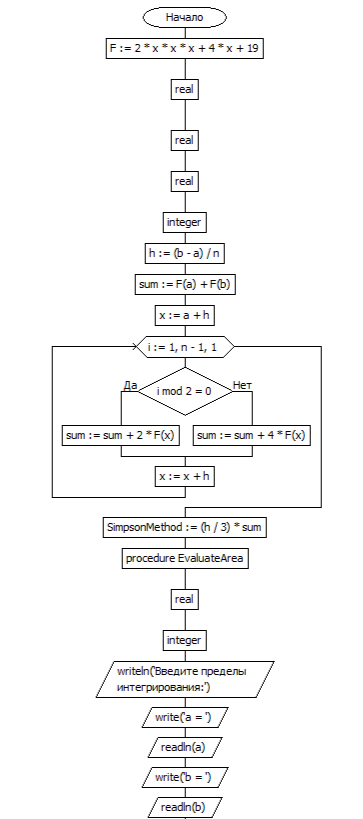 Начало
F := 2 * x * x * x + 4 * x + 19
real
real
real
integer
h := (b - a) / n
sum := F(a) + F(b)
x := a + h
i := 1, n - 1, 1
Да
i mod 2 = 0
Нет
sum := sum + 2 * F(x)
sum := sum + 4 * F(x)
x := x + h
SimpsonMethod := (h / 3) * sum
procedure EvaluateArea
real
integer
writeln('Введите пределы
интегрирования:')
write('a = ')
readln(a)
write('b = ')
readln(b)